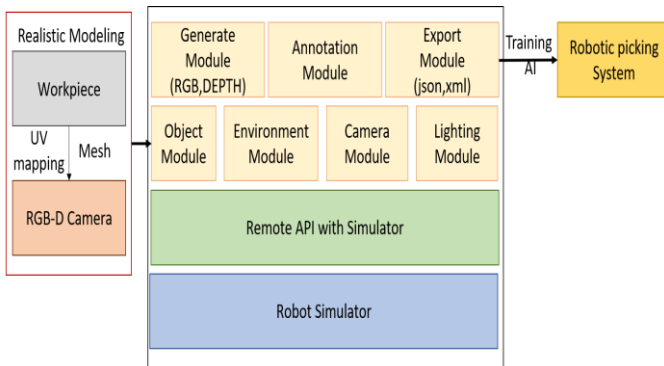 Realistic Modeling
Workpiece
UV
mapping
Mesh
RGB-D Camera
Generate
Module
(RGB,DEPTH)
Annotation
Module
Export
Module
(json,xml)
Object
Module
Environment
Module
Camera
Module
Lighting
Module
Remote API with Simulator
Robot Simulator
Training
AI
Robotic picking
System